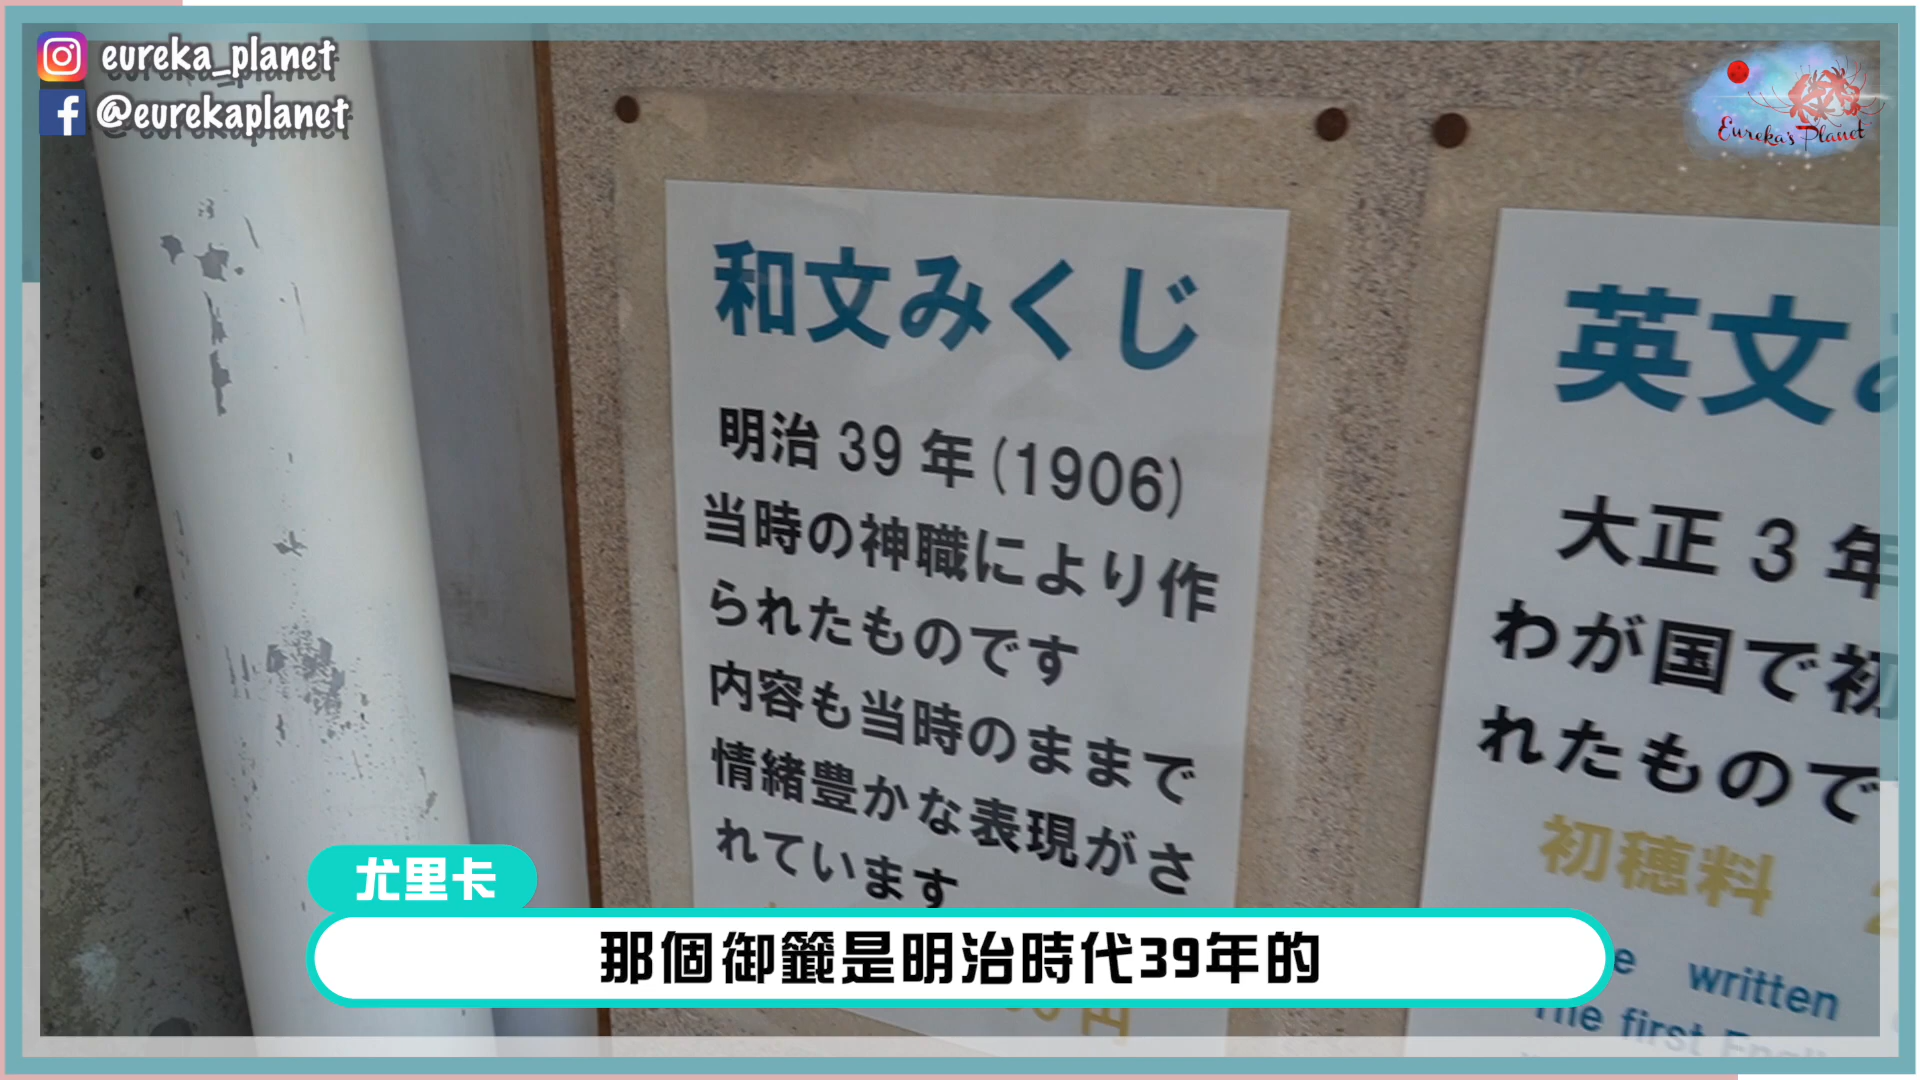 eureka_planet
@eurekaplanet
Eureka's Planet
和文みくじ
明治39年(1906)
当時の神職により作
られたものです
内容も当時のままで
情緒豊かな表現がさ
れています
円
英文
大正3年
わが国で初
れたもので
初穂料 2
written
The first
尤里卡
那個御籤是明治時代39年的